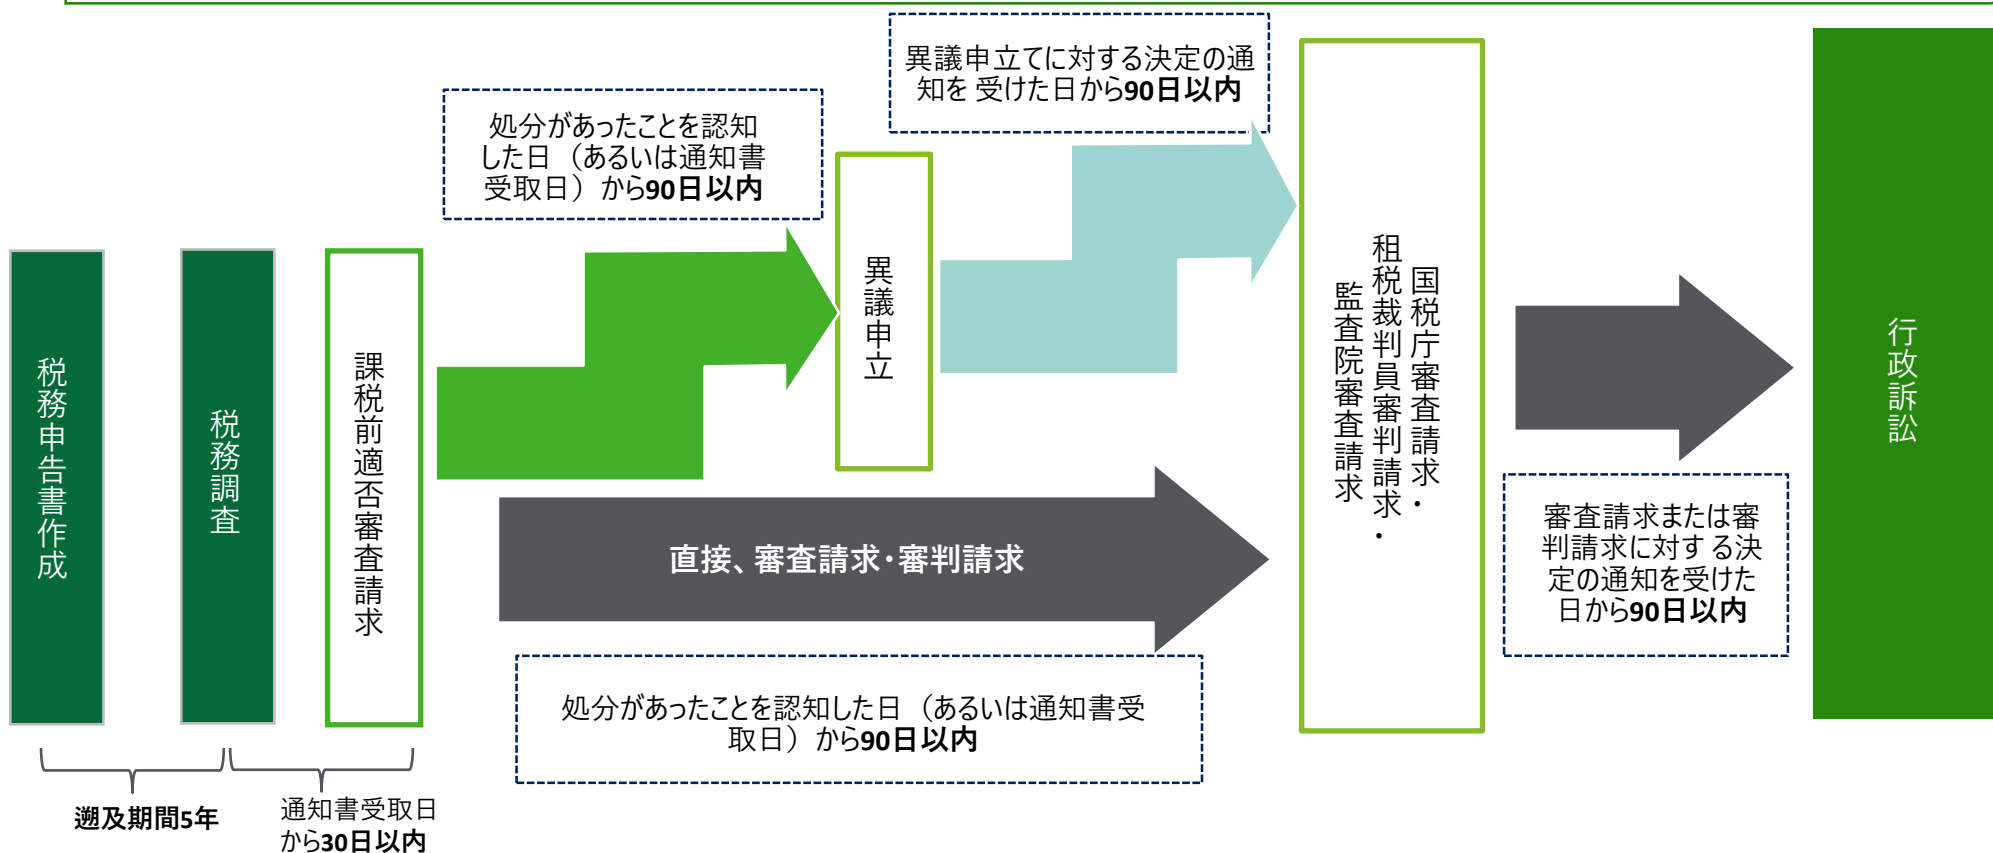 異議申立てに対する決定の通
知を 受けた日から90日以内
処分があったことを認知
した日（あるいは通知書
受取日）から90日以内
税務申告書作成
税務調査
課税前適否審査請求
異議申立
国税庁審査請求・
租税裁判員審判請求・
監査院審査請求
行政訴訟
直接、審査請求・審判請求
審査請求または審
判請求に対する決
定の通知を受けた
日から90日以内
処分があったことを認知した日（あるいは通知書受
取日）から90日以内
遡及期間5年
通知書受取日
から30日以内